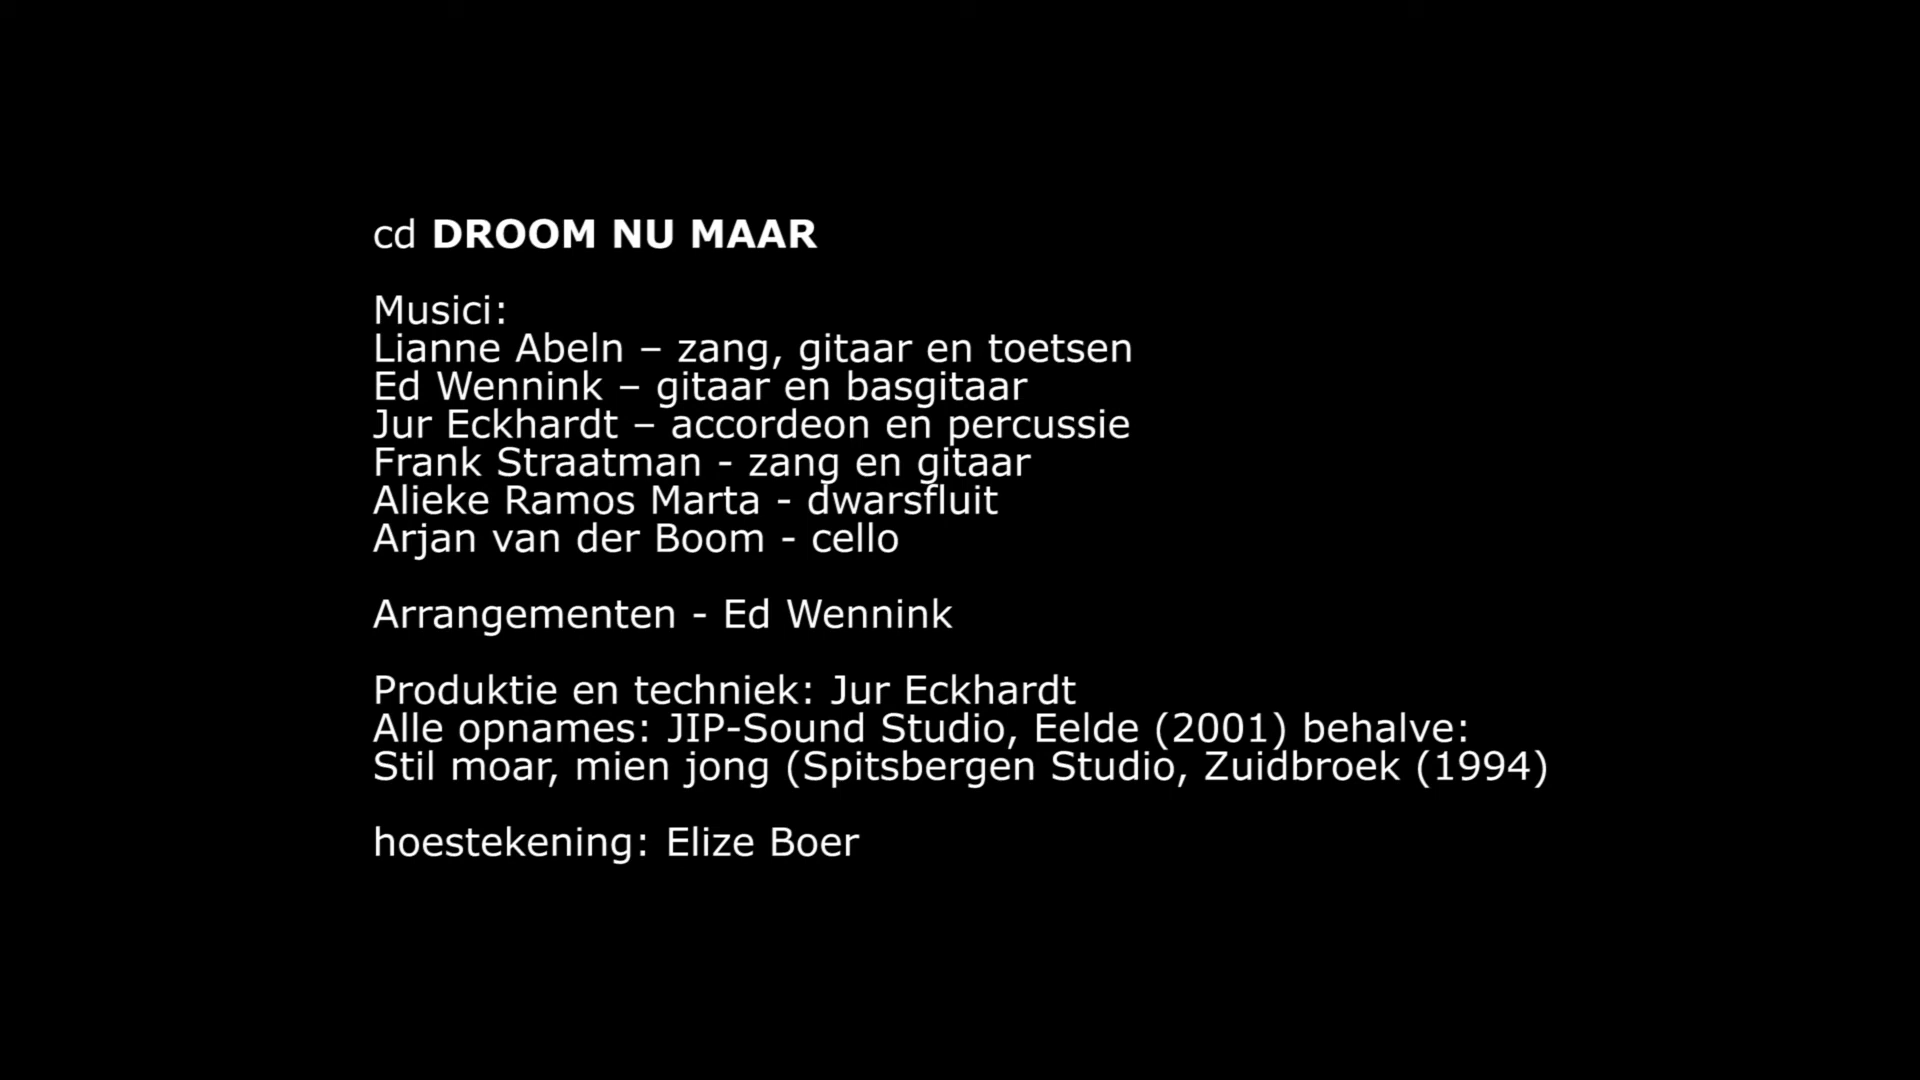 cd DROOM NU MAAR
Musici:
Lianne Abeln – zang, gitaar en toetsen
Ed Wennink – gitaar en basgitaar
Jur Eckhardt – accordeon en percussie
Frank Straatman - zang en gitaar
Alieke Ramos Marta - dwarsfluit
Arjan van der Boom - cello
Arrangementen - Ed Wennink
Produktie en techniek: Jur Eckhardt
Alle opnames: JIP-Sound Studio, Eelde (2001) behalve:
Stil moar, mien jong (Spitsbergen Studio, Zuidbroek (1994)
hoestekening: Elize Boer